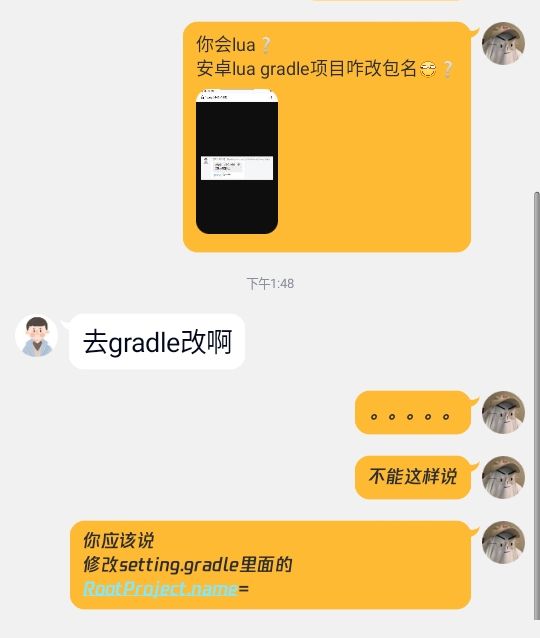 你会lua❔
安卓lua gradle项目咋改包名😏❔
下午1:48
去gradle改啊
。。。。。
不能这样说
你应该说
修改setting.gradle里面的
RootProject.name=